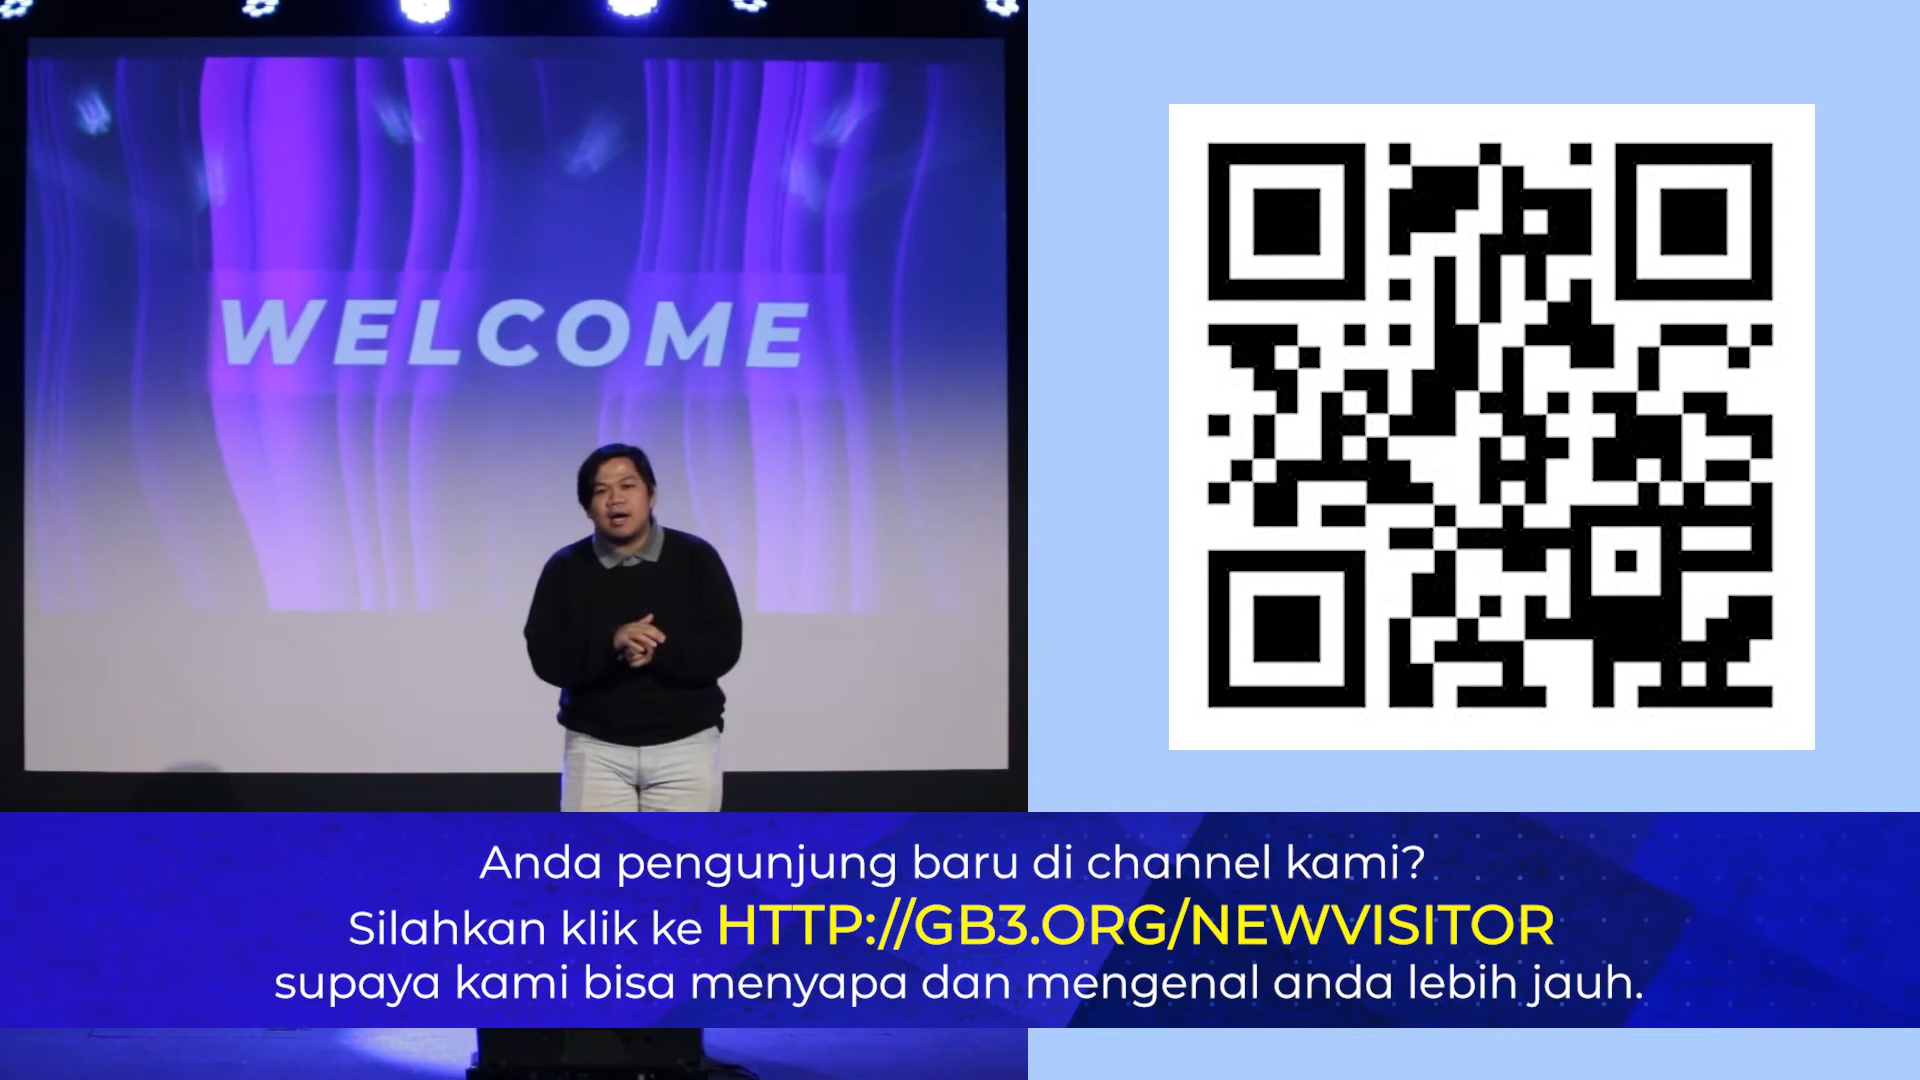 WELCOME
Anda pengunjung baru di channel kami?
Silahkan klik ke HTTP://GB3.ORG/NEWVISITOR
supaya kami bisa menyapa dan mengenal anda lebih jauh.